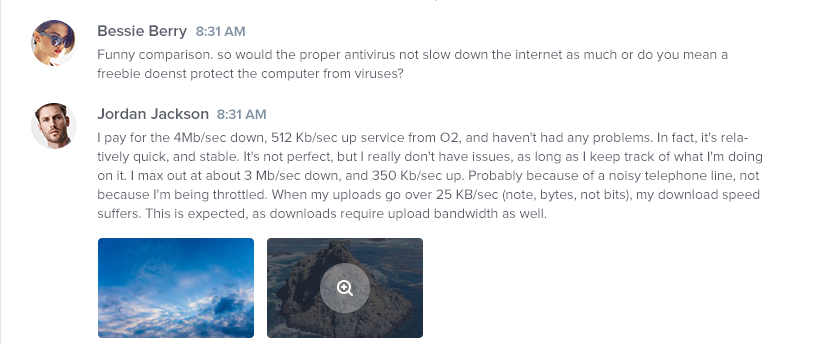 Bessie Berry 8:31 AM
Funny comparison. so would the proper antivirus not slow down the internet as much or do you mean a
freebie doenst protect the computer from viruses?
Jordan Jackson 8:31 AM
I pay for the 4Mb/sec down, 512 Kb/sec up service from O2, and haven't had any problems. In fact, it's rela-
tively quick, and stable. It's not perfect, but I really don't have issues, as long as I keep track of what I'm doing
on it. I max out at about 3 Mb/sec down, and 350 Kb/sec up. Probably because of a noisy telephone line, not
because I'm being throttled. When my uploads go over 25 KB/sec (note, bytes, not bits), my download speed
suffers. This is expected, as downloads require upload bandwidth as well.